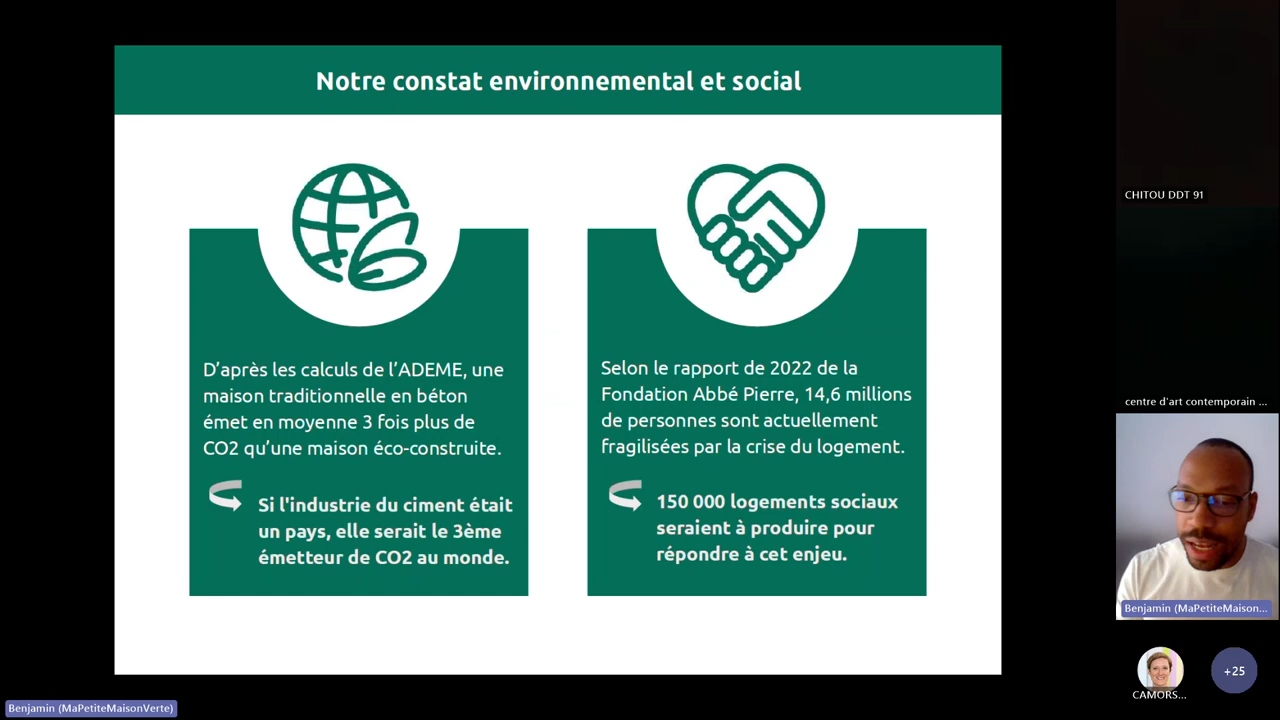 Notre constat environnemental et social
D'après les calculs de l'ADEME, une
maison traditionnelle en béton
émet en moyenne 3 fois plus de
CO2 qu'une maison éco-construite.
Si l'industrie du ciment était
un pays, elle serait le 3ème
émetteur de CO2 au monde.
Selon le rapport de 2022 de la
Fondation Abbé Pierre, 14,6 millions
de personnes sont actuellement
fragilisées par la crise du logement.
150 000 logements sociaux
seraient à produire pour
répondre à cet enjeu.
CHITOU DDT 91
centre d'art contemporain ...
Benjamin (MaPetiteMaison...
CAMORS...
+25
Benjamin (MaPetiteMaisonVerte)